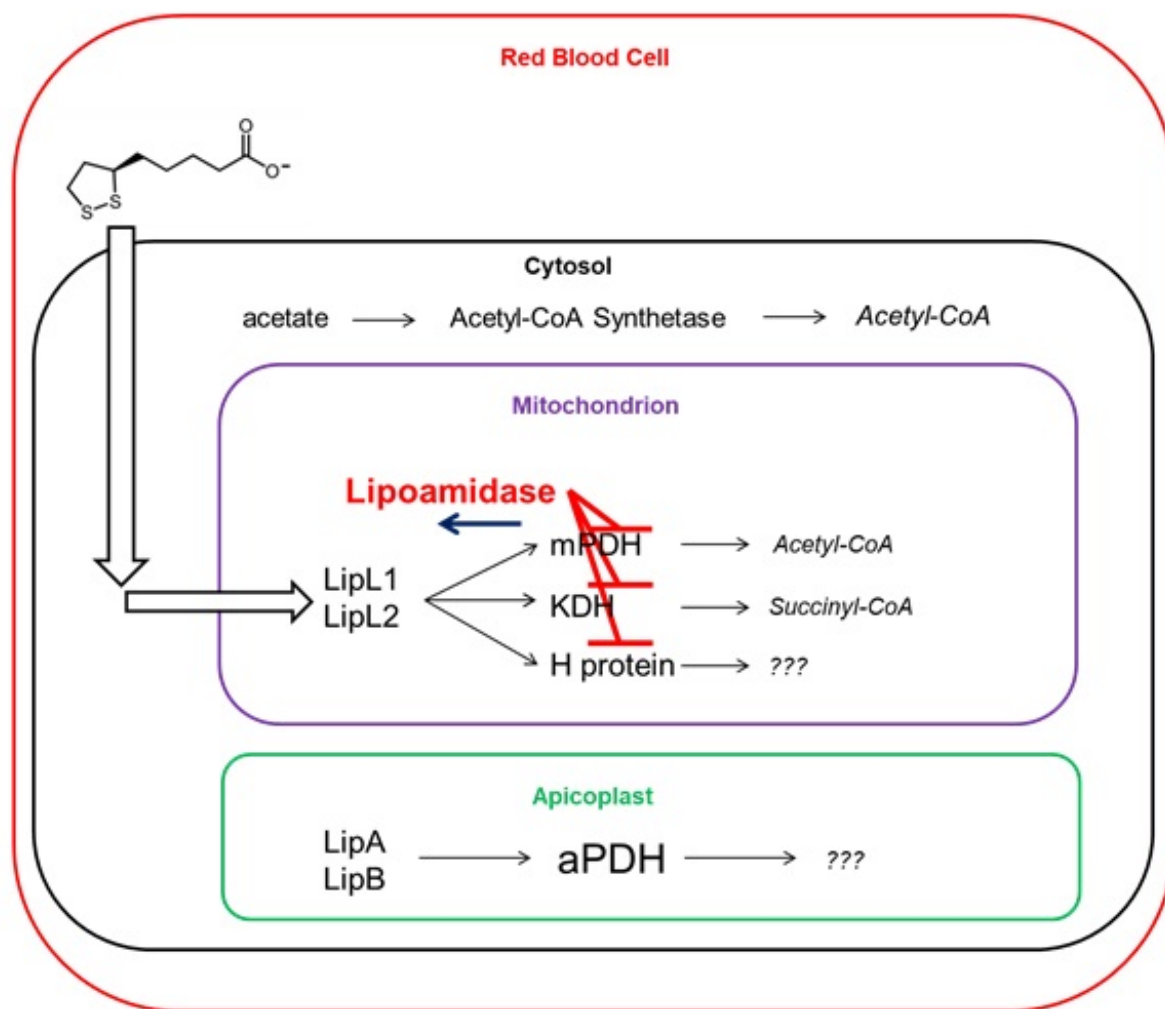 Red Blood Cell
O
O-
S
S
Cytosol
acetate Acetyl-CoA Synthetase Acetyl-CoA
Mitochondrion
Lipoamidase
mPDH Acetyl-CoA
LipL1
LipL2
KDH Succinyl-CoA
H protein ???
Apicoplast
LipA
LipB
aPDH ???